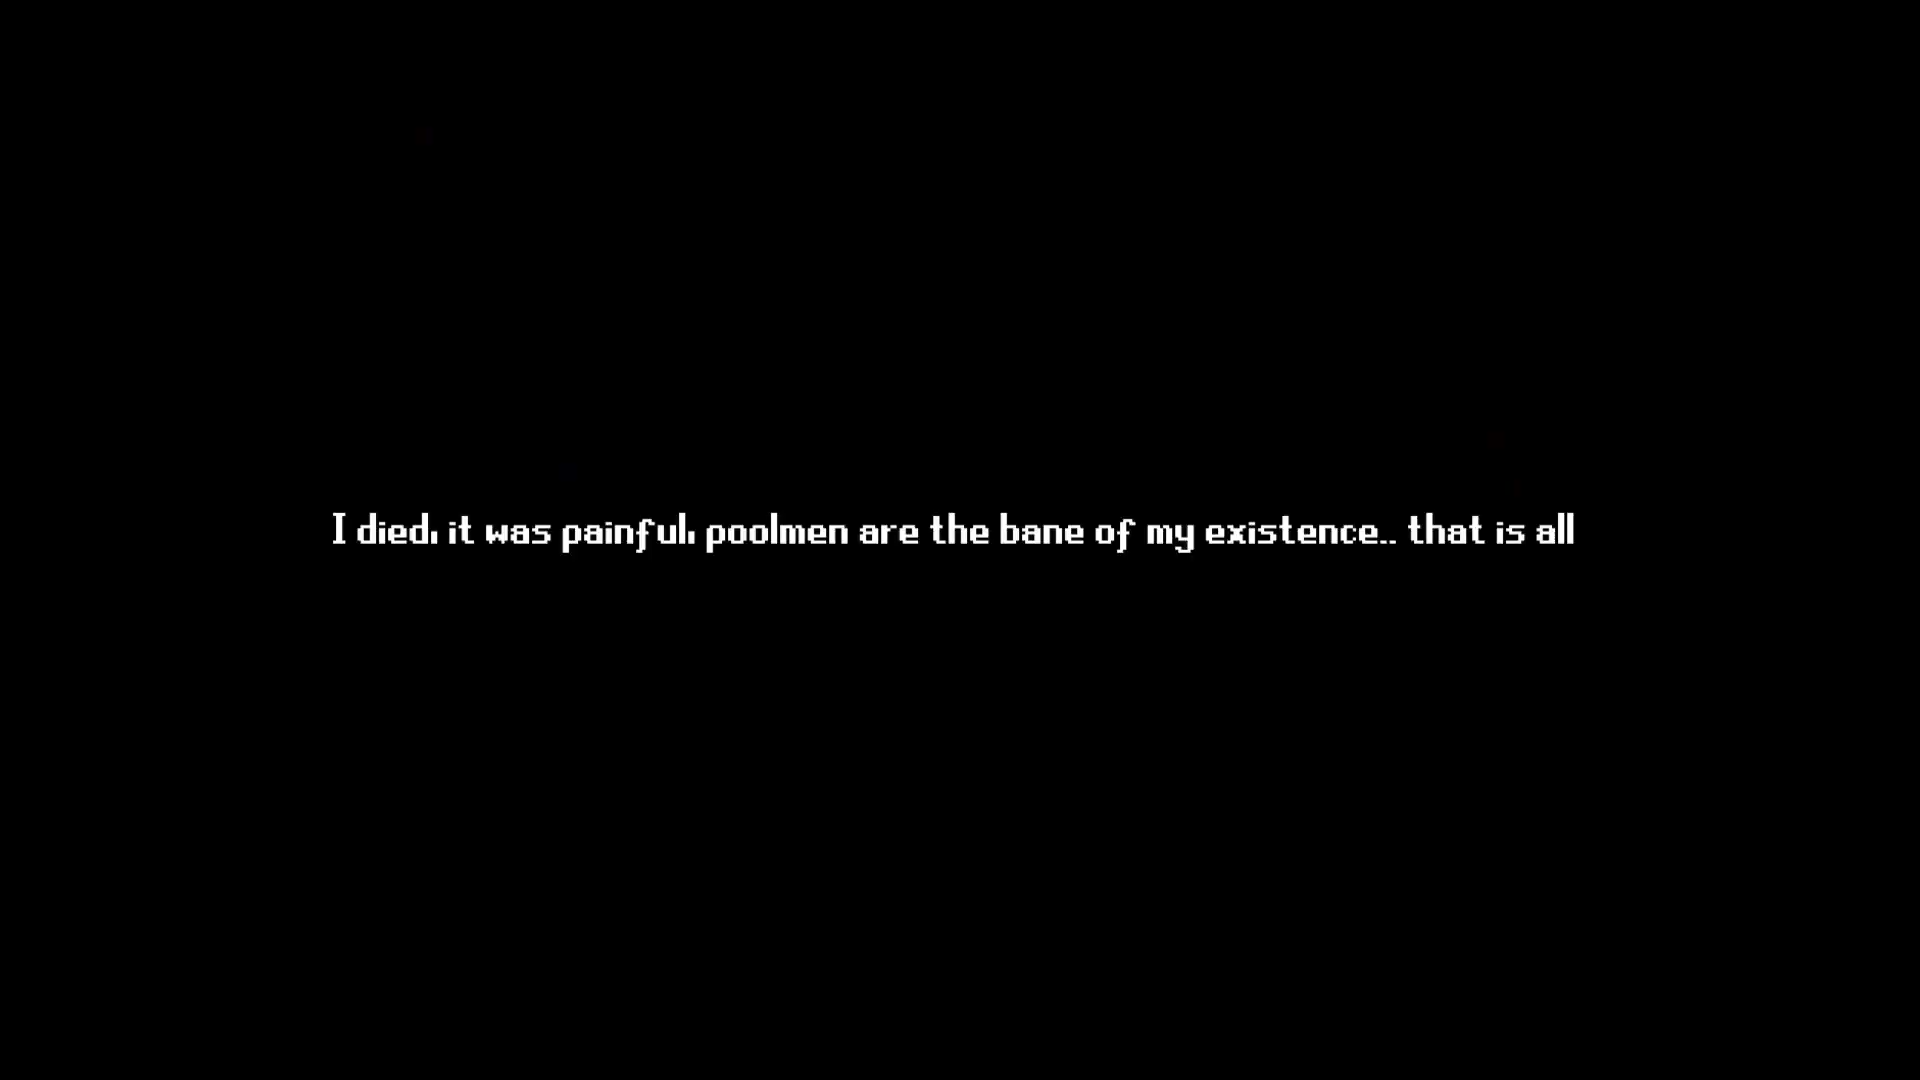 I died, it was painful, poolmen are the bane of my existence.. that is all